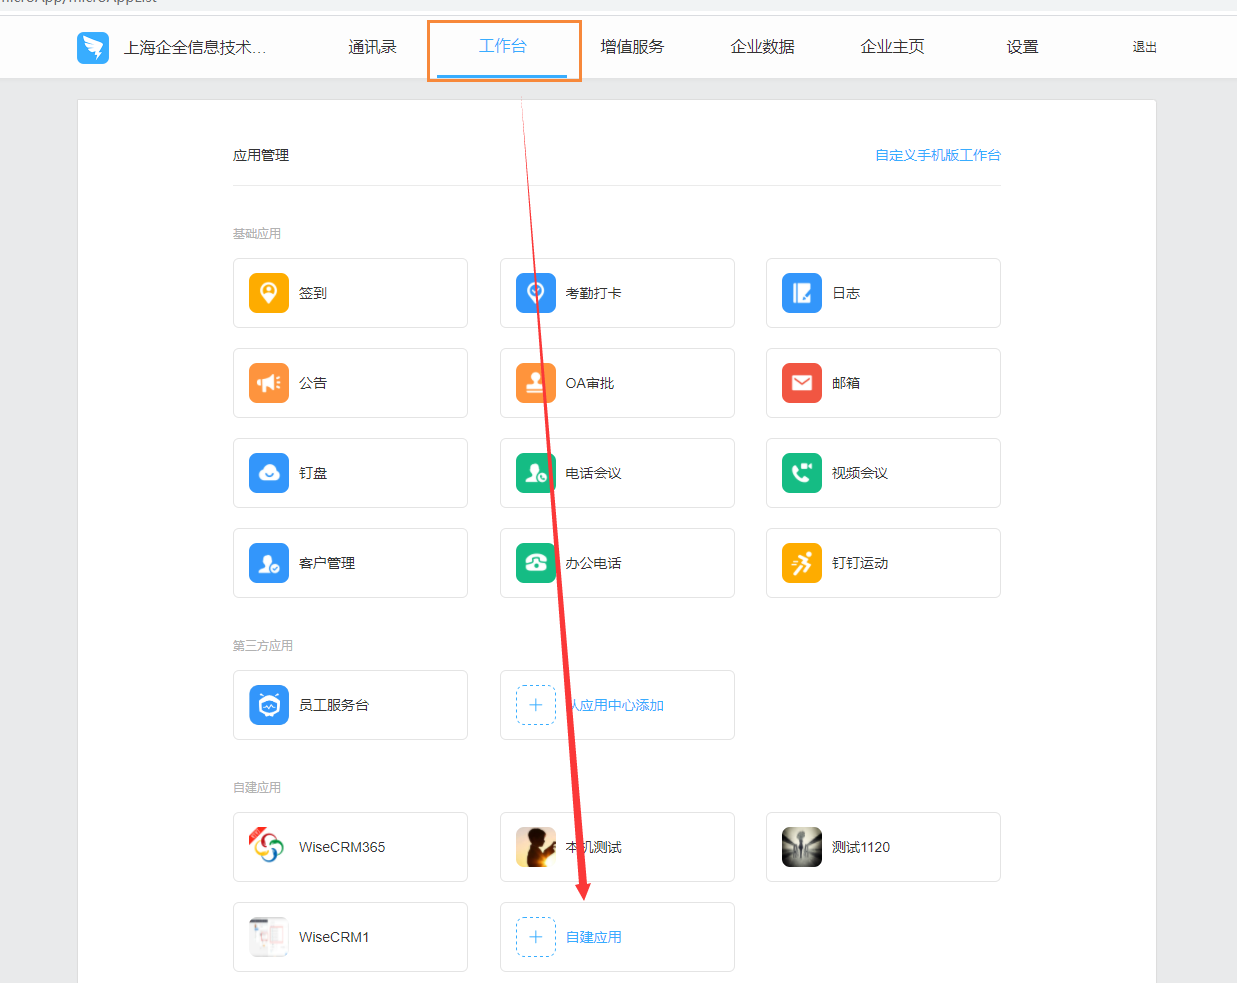 上海企全信息技术...
通讯录
工作台
增值服务
企业数据
企业主页
设置
退出
应用管理
自定义手机版工作台
基础应用
签到
考勤打卡
日志
公告
OA审批
邮箱
钉盘
电话会议
视频会议
客户管理
办公电话
钉钉运动
第三方应用
员工服务台
从应用中心添加
自建应用
WiseCRM365
本机测试
测试1120
WiseCRM1
自建应用